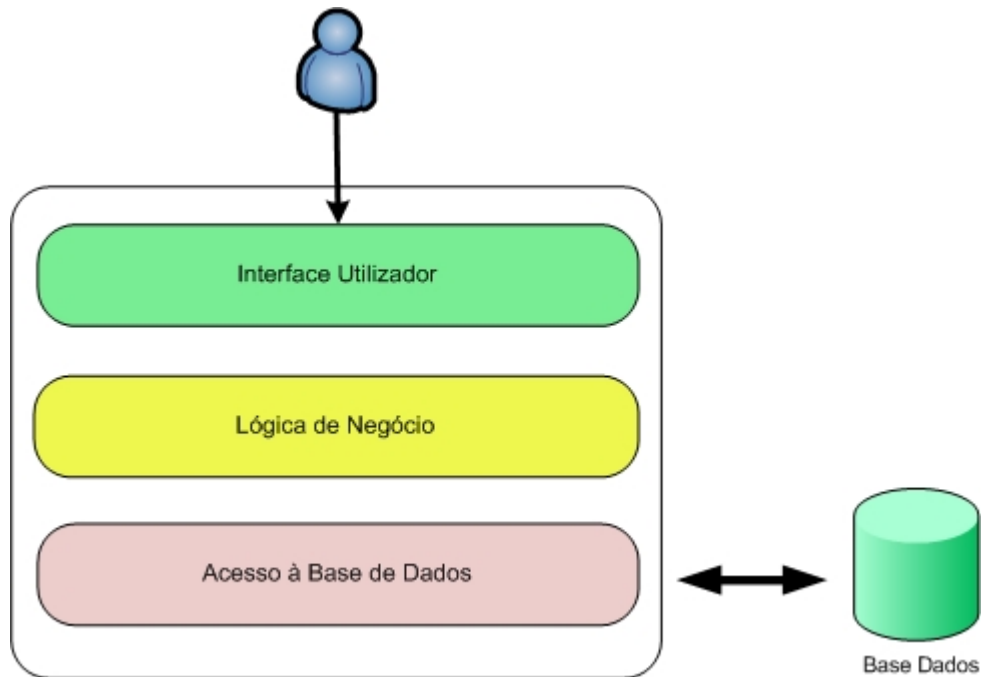 Interface Utilizador
Lógica de Negócio
Acesso à Base de Dados
Base Dados